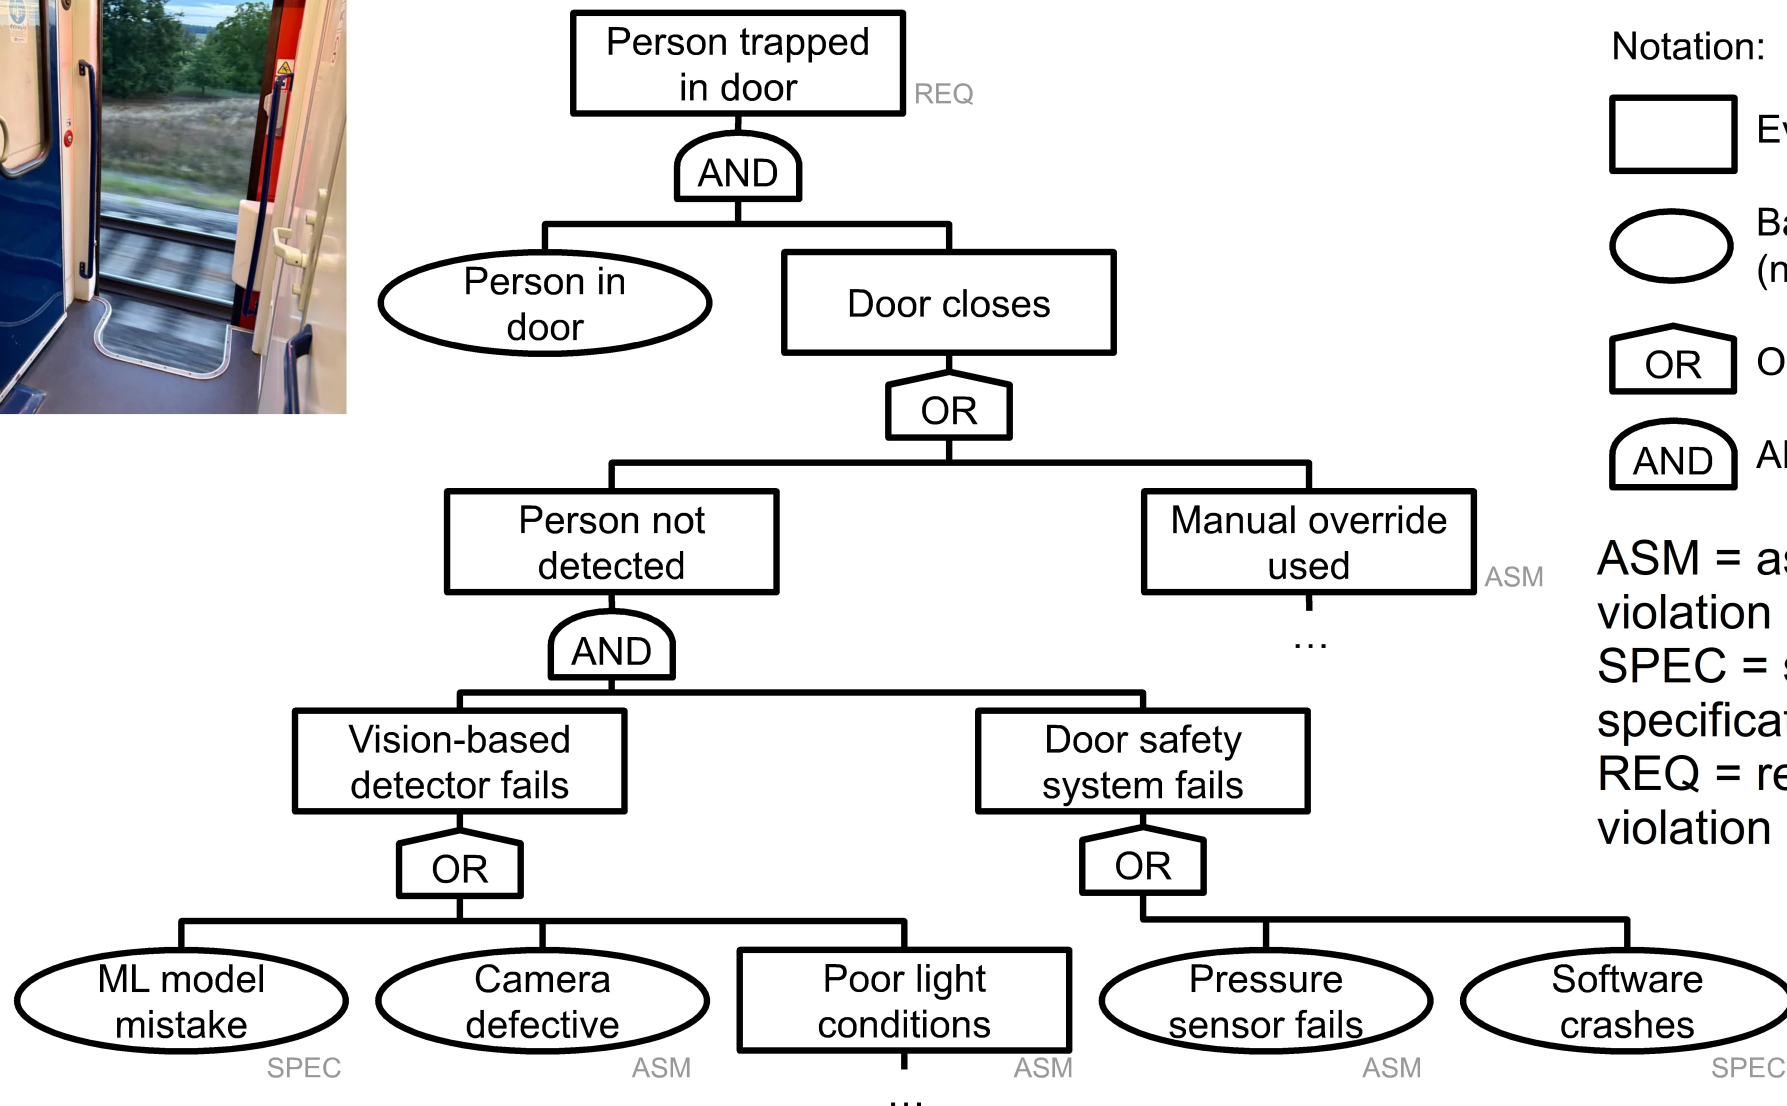 Person trapped
in door
REQ
AND
Person in
door
Door closes
OR
Person not
detected
Manual override
used
ASM
...
AND
Vision-based
detector fails
Door safety
system fails
OR
OR
ML model
mistake
SPEC
Camera
defective
ASM
Poor light
conditions
ASM
...
Pressure
sensor fails
ASM
Software
crashes
SPEC
Notation:
OR
AND
ASM =
violation
SPEC =
REQ =
violation